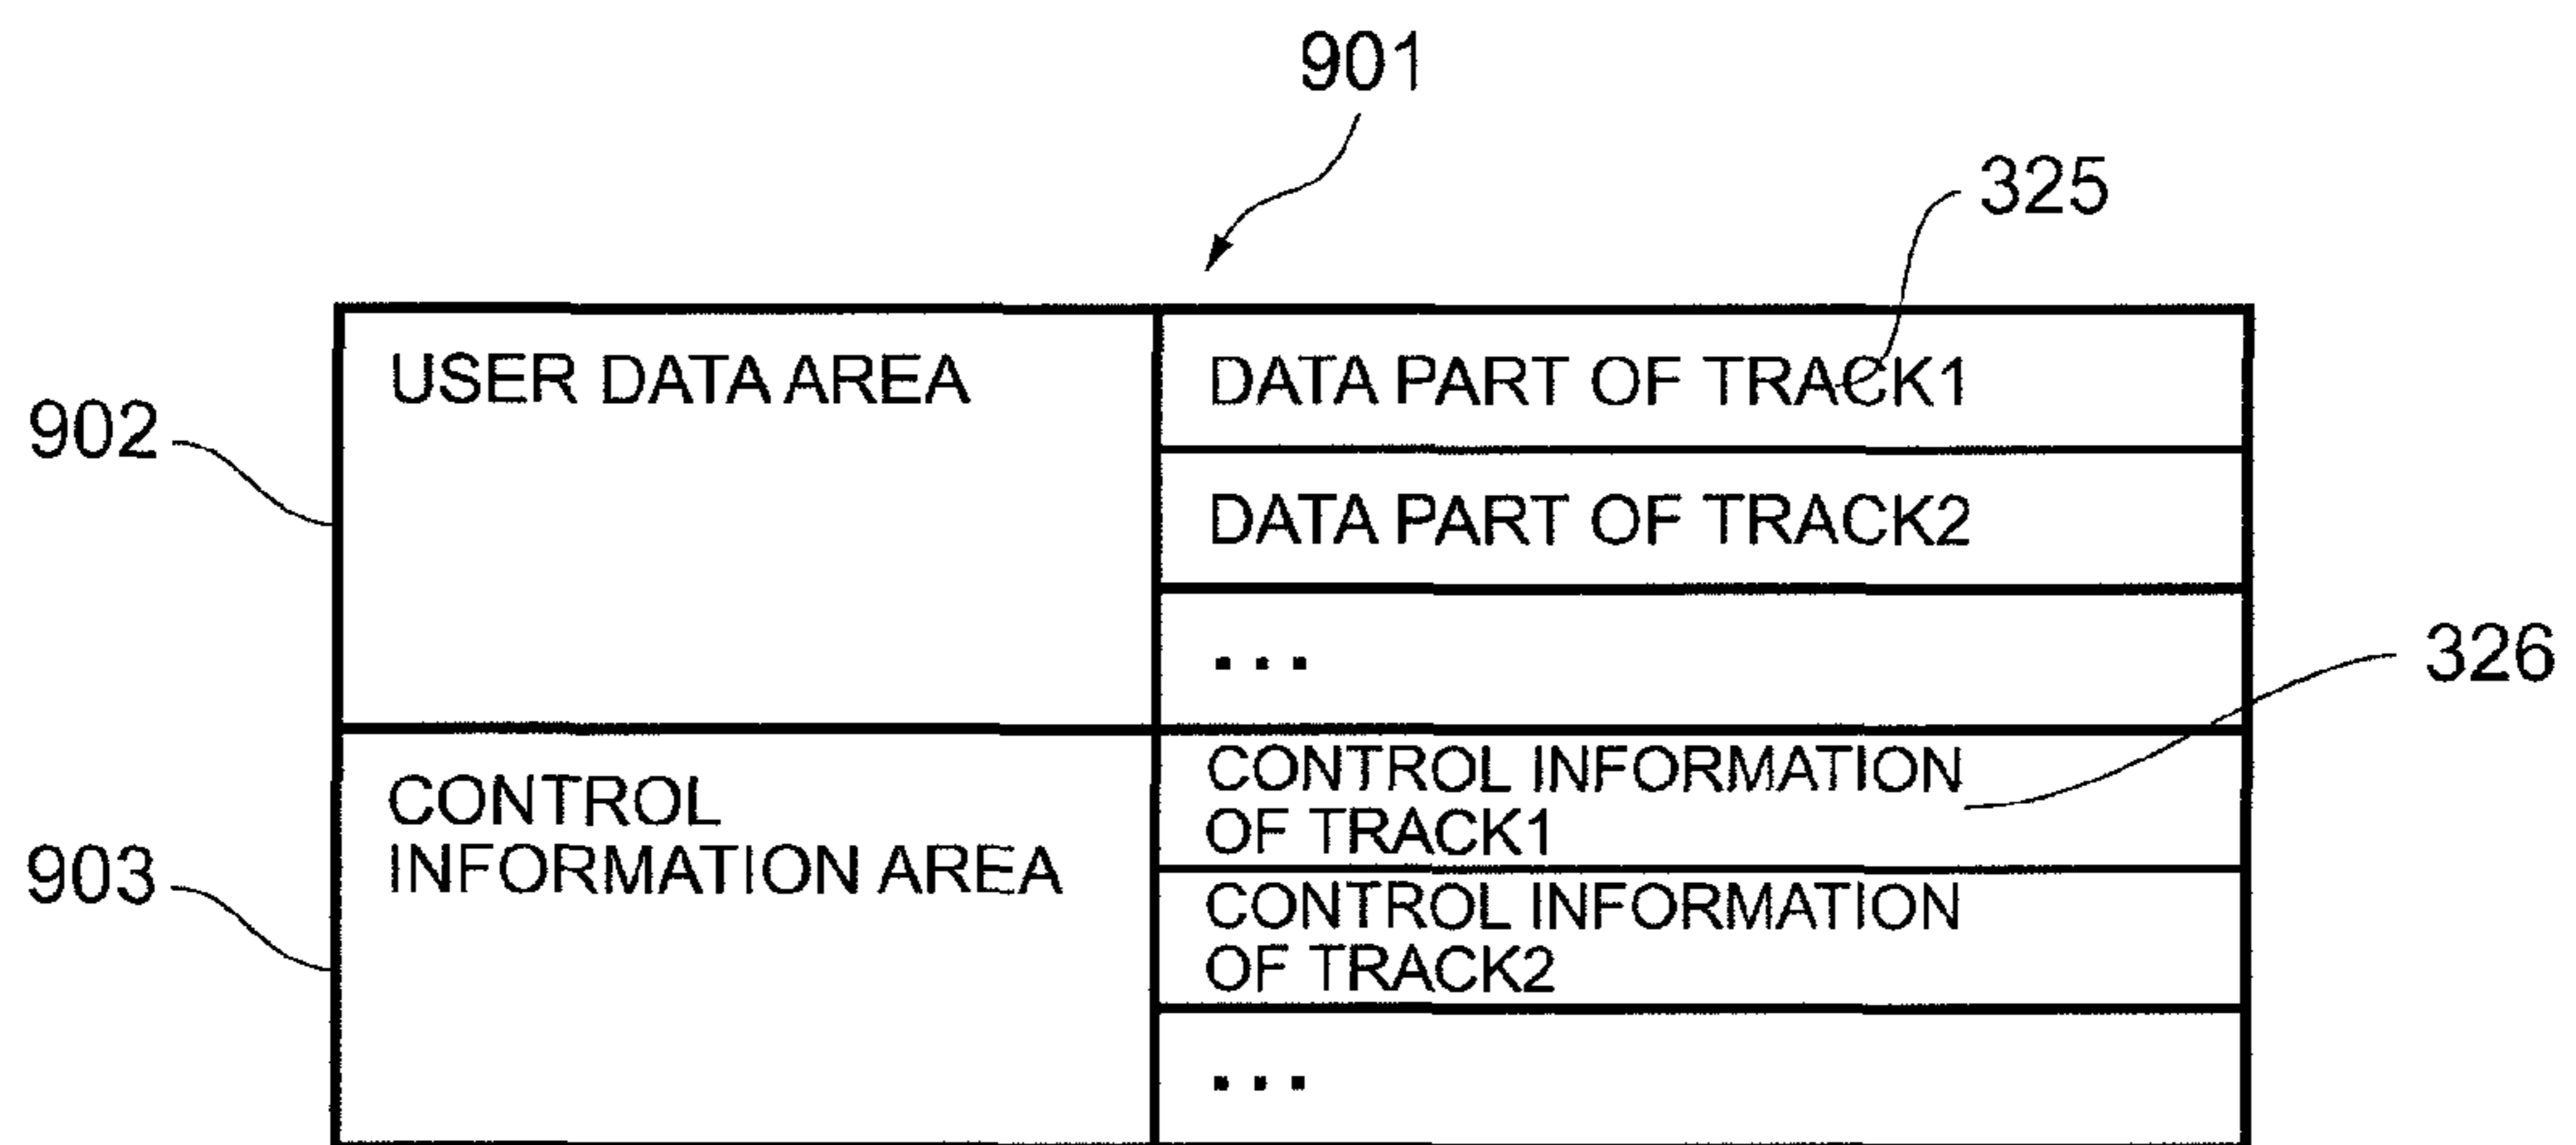 901
325
USER DATA AREA
DATA PART OF TRACK1
902
DATA PART OF TRACK2
...
326
CONTROL
INFORMATION AREA
CONTROL INFORMATION
OF TRACK1
903
CONTROL INFORMATION
OF TRACK2
...